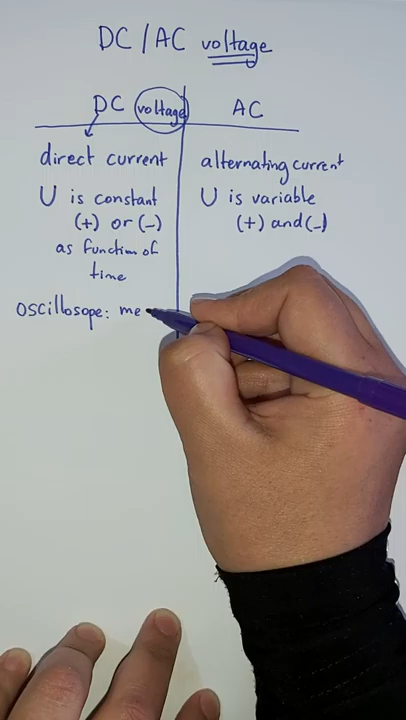 DC/AC voltage
DC voltage
AC
direct current
U is constant
(+) or (-)
as function of
time
alternating current
U is variable
(+) and (-)
oscillosope: me